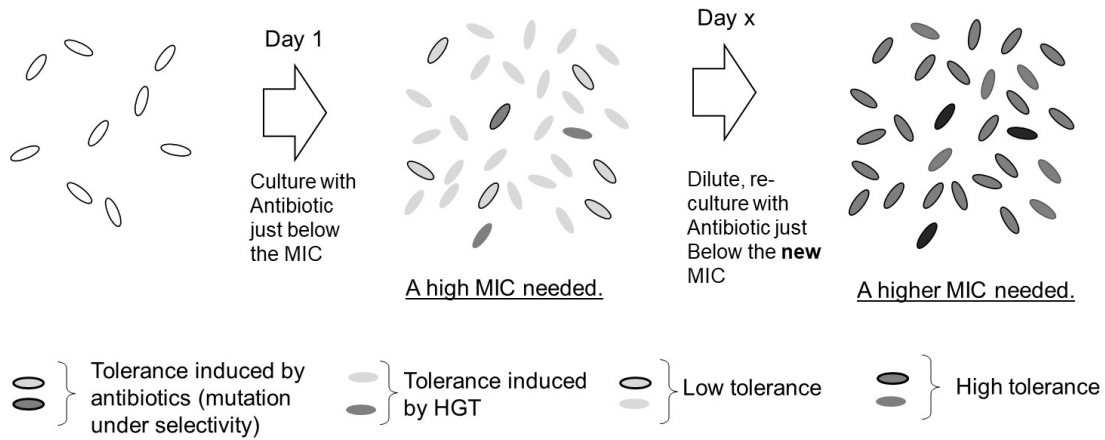 Day 1
Culture with
Antibiotic
just below
the MIC
A high MIC needed.
Day x
Dilute, re-
culture with
Antibiotic just
Below the new
MIC
A higher MIC needed.
Tolerance induced by
antibiotics (mutation
under selectivity)
Tolerance induced
by HGT
Low tolerance
High tolerance